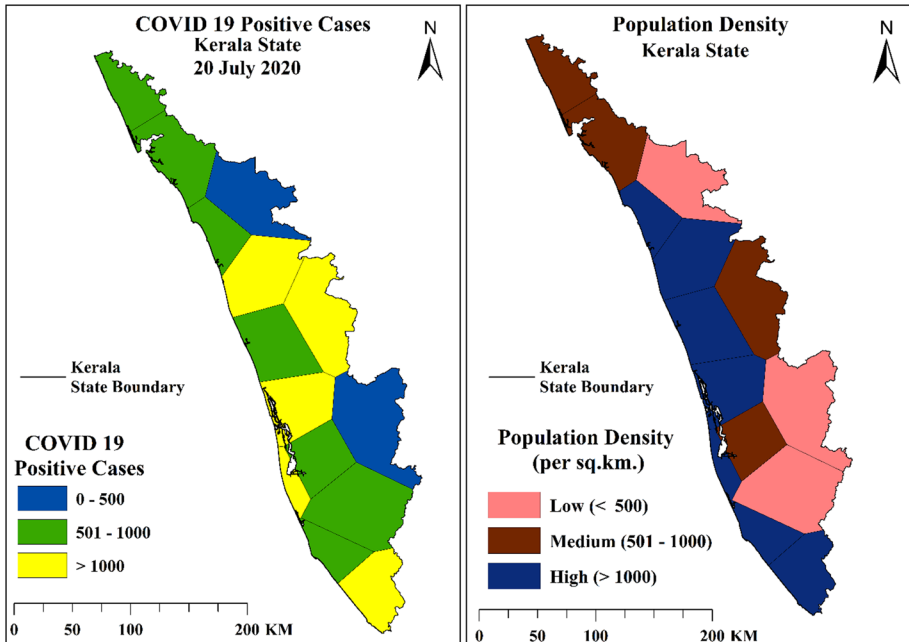 COVID 19 Positive Cases
Kerala State
20 July 2020
N
Kerala
State Boundary
COVID 19
Positive Cases
0 - 500
501 - 1000
> 1000
0 50 100 200 KM
Population Density
Kerala State
N
Kerala
State Boundary
Population Density
(per sq.km.)
Low (< 500)
Medium (501 - 1000)
High (> 1000)
0 50 100 200 KM